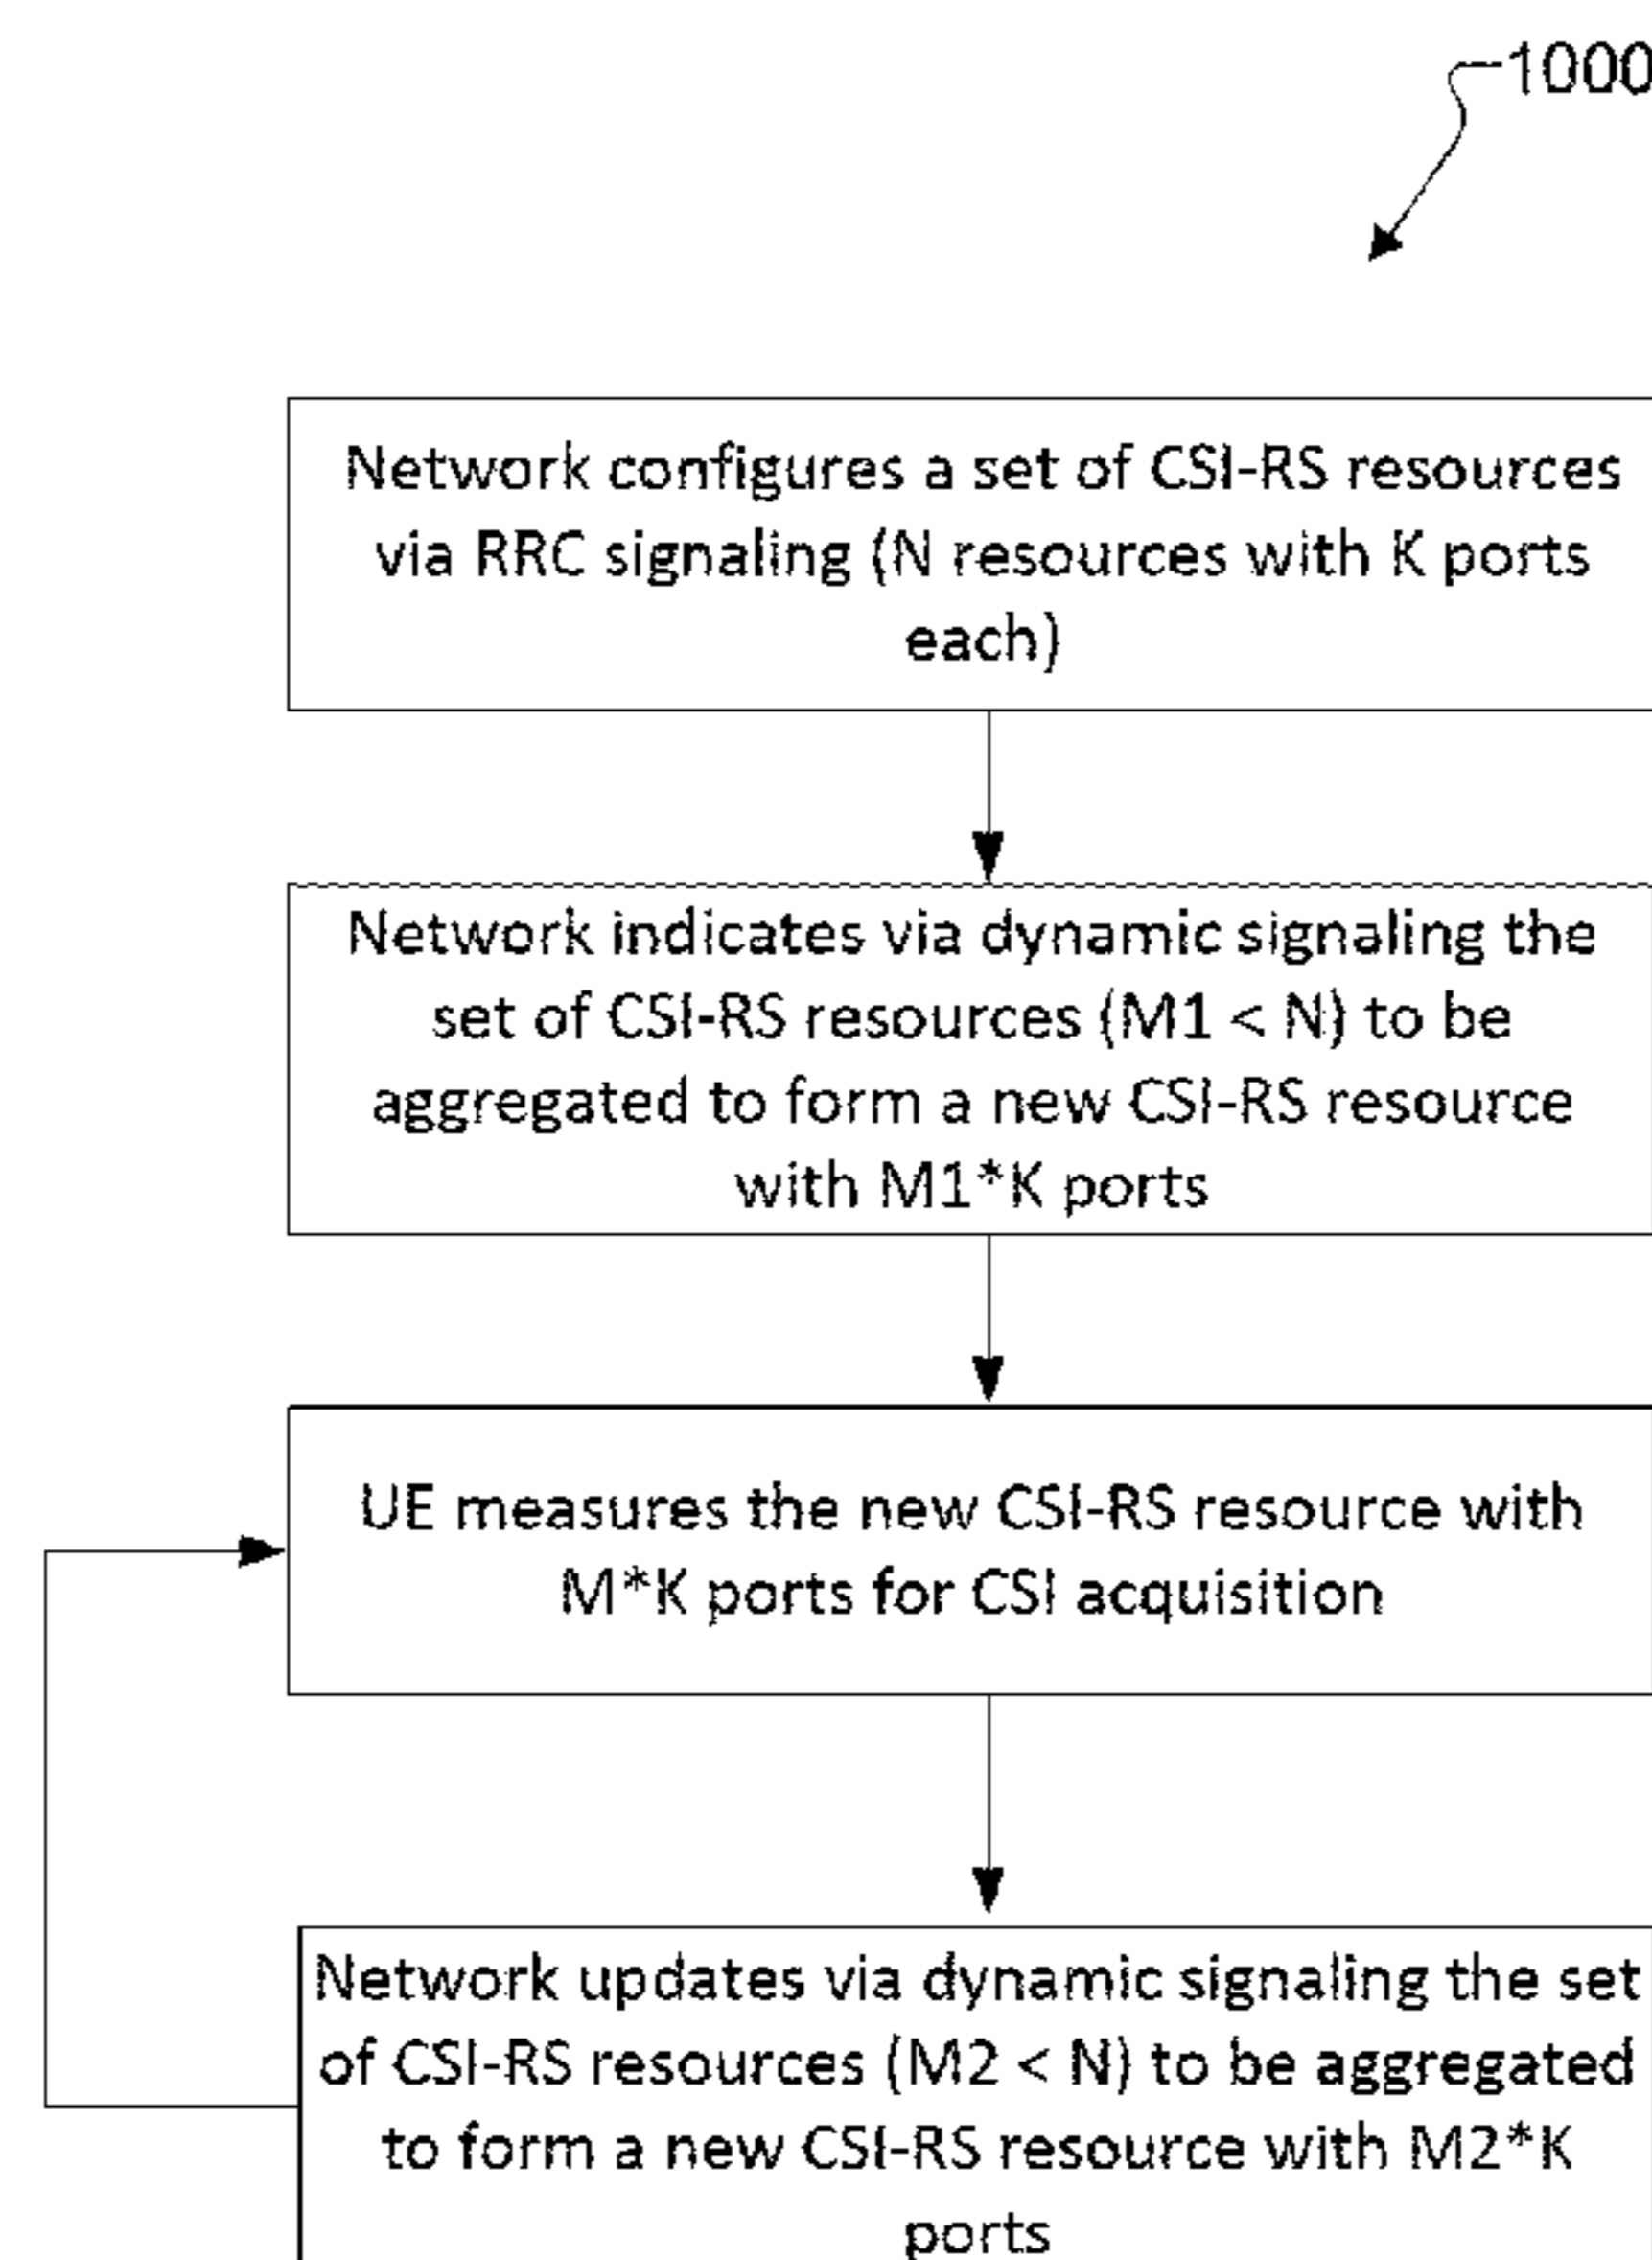 1000
Network configures a set of CSI-RS resources
via RRC signaling (N resources with K ports
each)
Network indicates via dynamic signaling the
set of CSI-RS resources (M1 < N) to be
aggregated to form a new CSI-RS resource
with M1*K ports
UE measures the new CSI-RS resource with
M*K ports for CSI acquisition
Network updates via dynamic signaling the set
of CSI-RS resources (M2 < N) to be aggregated
to form a new CSI-RS resource with M2*K
ports